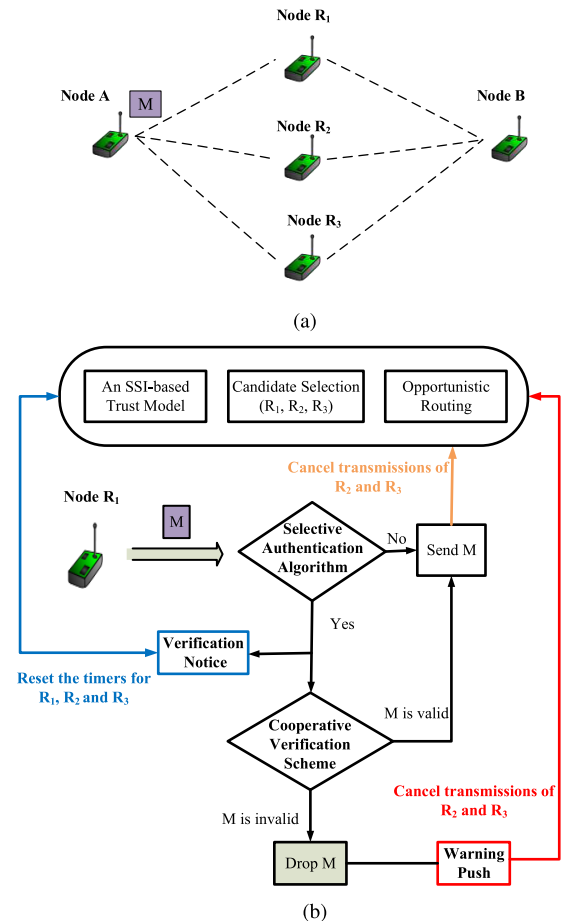 Node R₁
Node A
M
Node B
Node R₂
Node R₃
(a)
An SSI-based
Trust Model
Candidate Selection
(R₁, R₂, R₃)
Opportunistic
Routing
Cancel transmissions of
R₂ and R₃
Node R₁
M
Selective
Authentication
Algorithm
No
Send M
Yes
Verification
Notice
Reset the timers for
R₁, R₂ and R₃
Cooperative
Verification
Scheme
M is valid
M is invalid
Cancel transmissions of
R₂ and R₃
Drop M
Warning
Push
(b)